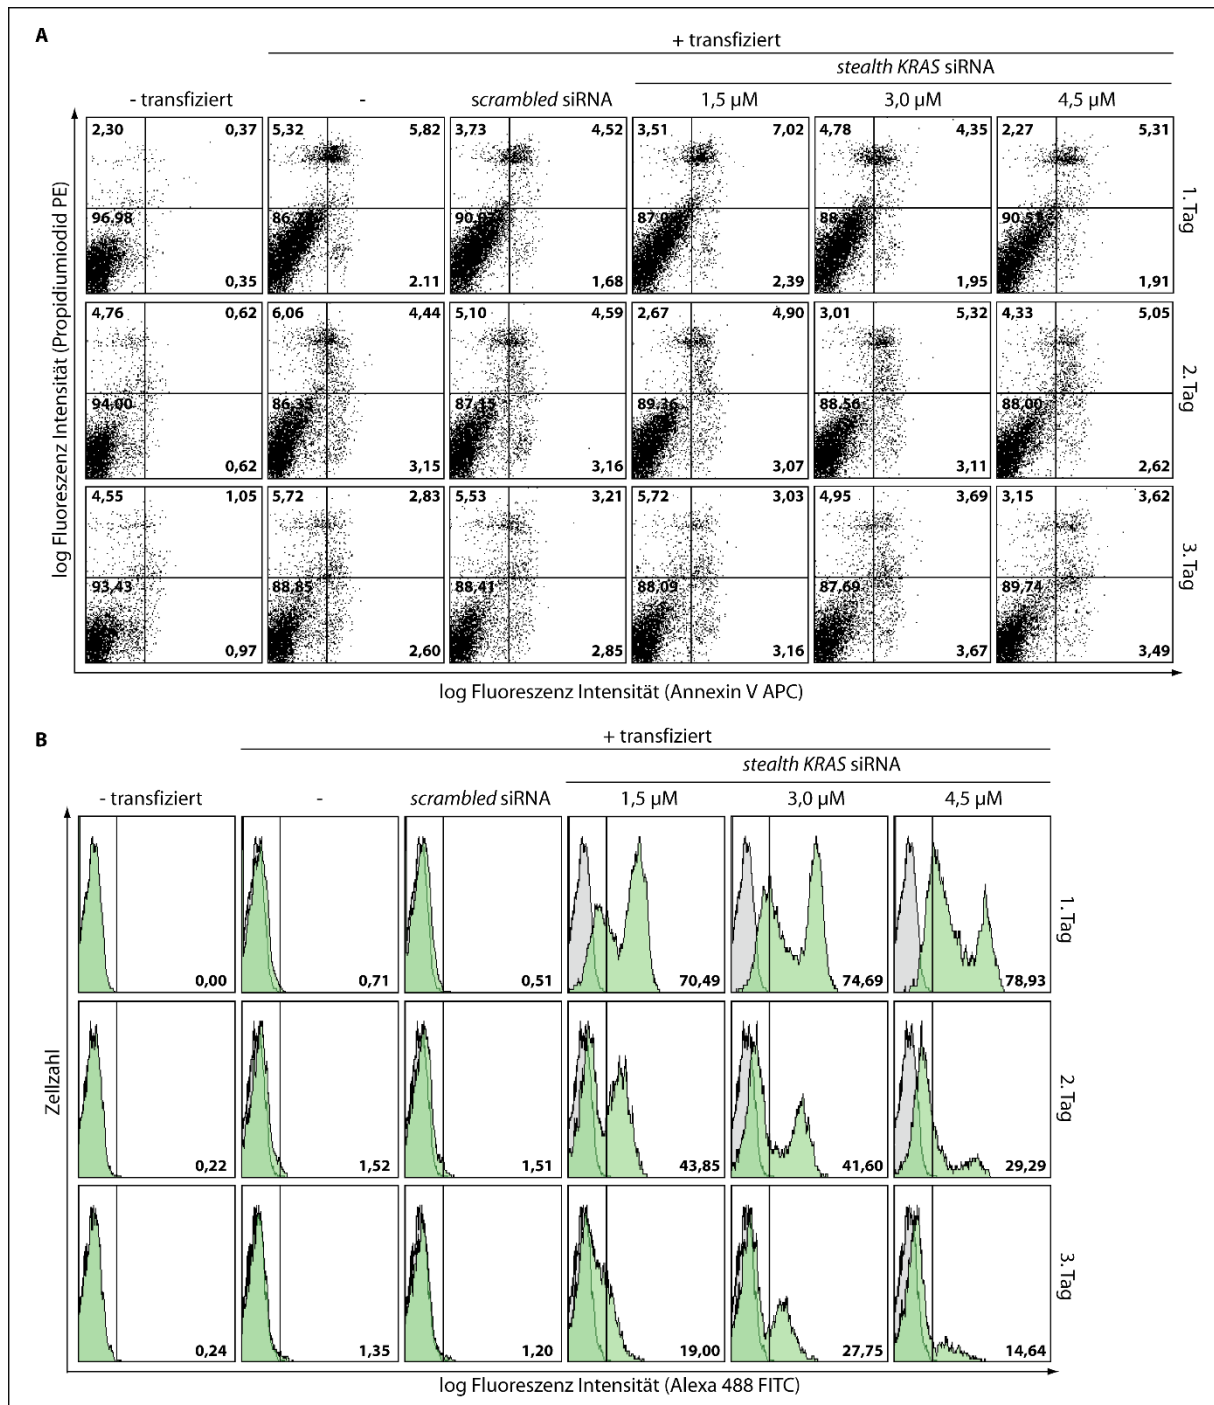 A
+ transfiziert
stealth KRAS siRNA
- transfiziert - scrambled siRNA 1,5 µM 3,0 µM 4,5 µM
2,30 0,37 5,32 5,82 3,73 4,52 3,51 7,02 4,78 4,35 2,27 5,31
96,98 90,51
0,35 2.11 1,68 2,39 1,95 1,91
1. Tag
4,76 0,62 6,06 4,44 5,10 4,59 2,67 4,90 3,01 5,32 4,33 5,05
94,00 86,35 87,15 89,36 88,56 88,00
0,62 3,15 3,16 3,07 3,11 2,62
2. Tag
4,55 1,05 5,72 2,83 5,53 3,21 5,72 3,03 4,95 3,69 3,15 3,62
93,43 88,85 88,41 88,09 87,69 89,74
0,97 2,60 2,85 3,16 3,67 3,49
3. Tag
log Fluoreszenz Intensität (Propidiumiodid PE)
log Fluoreszenz Intensität (Annexin V APC)
B
+ transfiziert
stealth KRAS siRNA
- transfiziert - scrambled siRNA 1,5 µM 3,0 µM 4,5 µM
0,00 0,71 0,51 70,49 74,69 78,93
1. Tag
0,22 1,52 1,51 43,85 41,60 29,29
2. Tag
0,24 1,35 1,20 19,00 27,75 14,64
3. Tag
Zellzahl
log Fluoreszenz Intensität (Alexa 488 FITC)